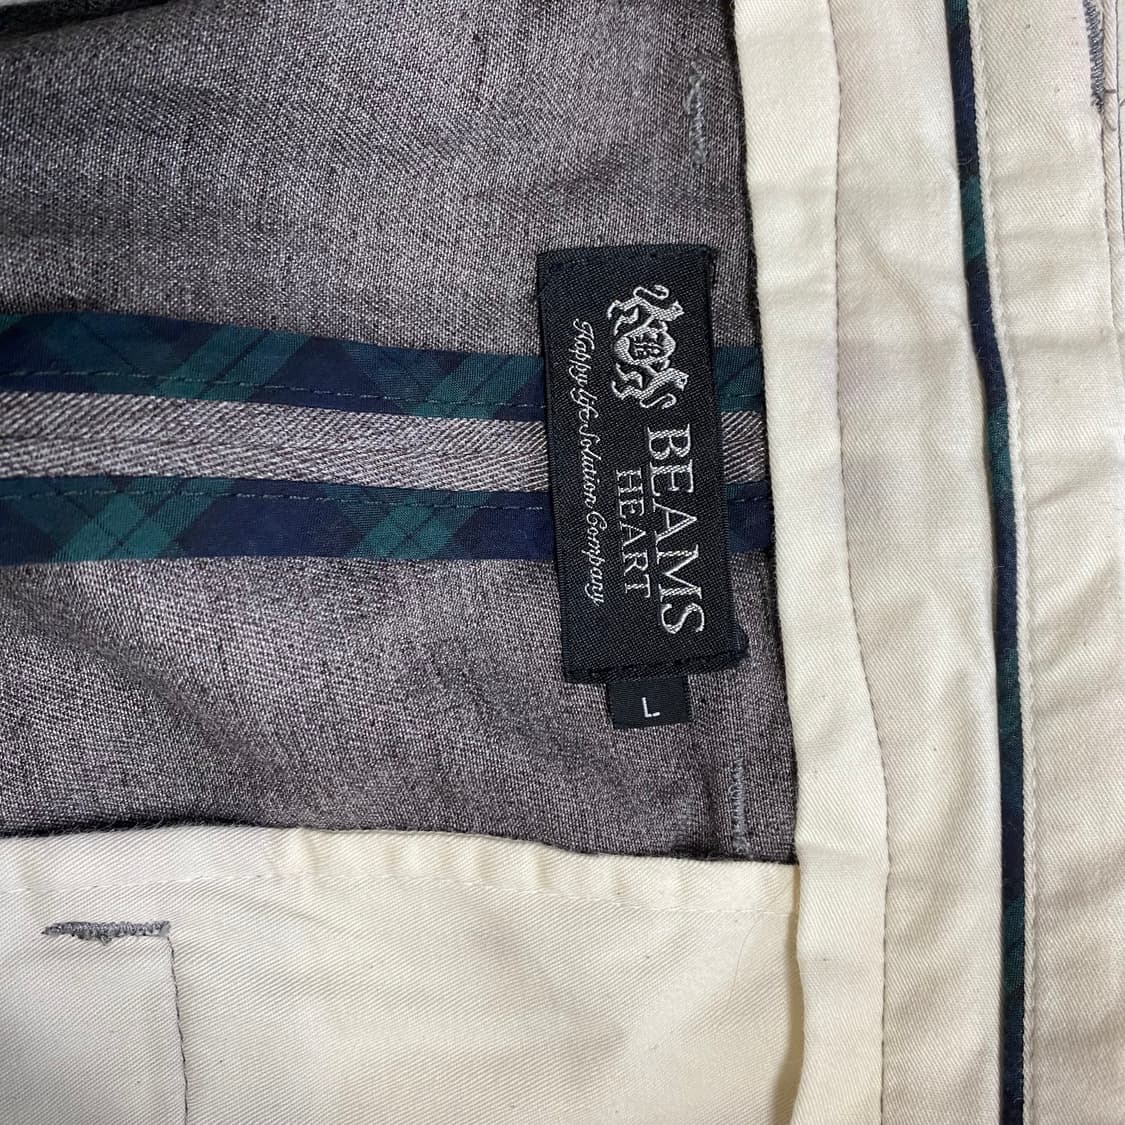 B
BEAMS
HEART
Happy Life Solution Company
L